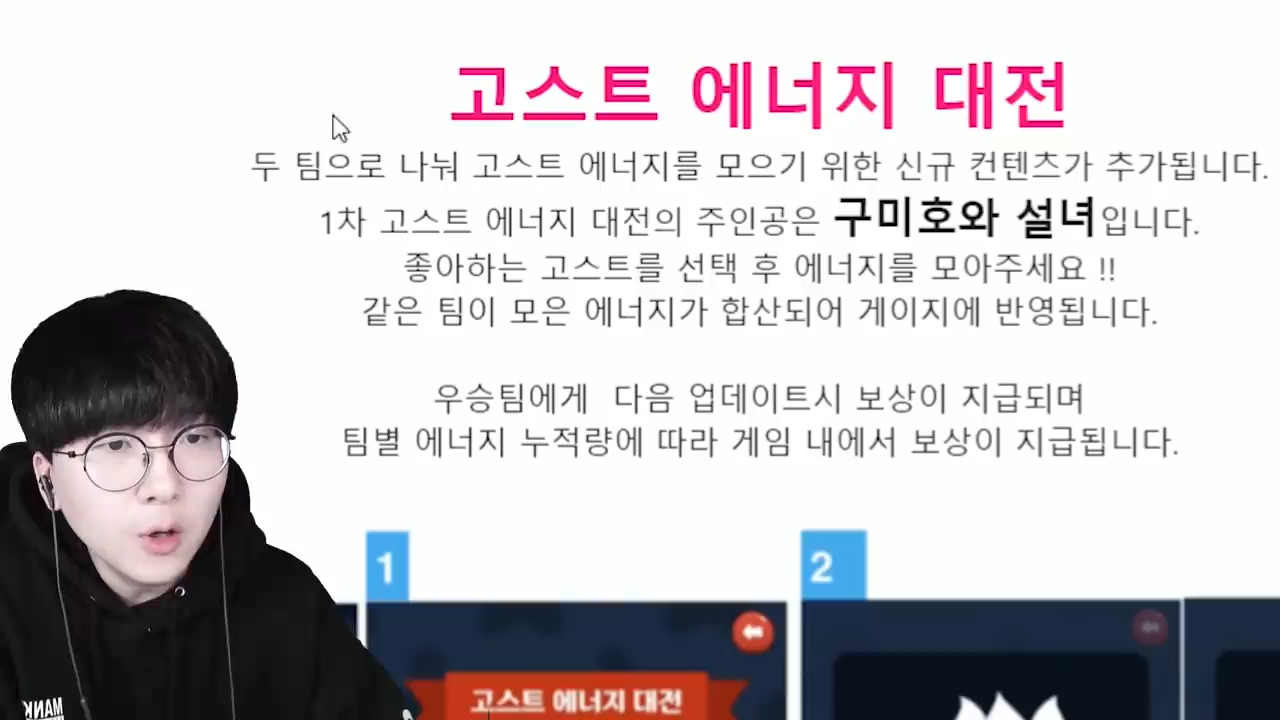 고스트 에너지 대전
두 팀으로 나눠 고스트 에너지를 모으기 위한 신규 컨텐츠가 추가됩니다.
1차 고스트 에너지 대전의 주인공은 구미호와 설녀입니다.
좋아하는 고스트를 선택 후 에너지를 모아주세요 !!
같은 팀이 모은 에너지가 합산되어 게이지에 반영됩니다.
우승팀에게 다음 업데이트시 보상이 지급되며
팀별 에너지 누적량에 따라 게임 내에서 보상이 지급됩니다.
1
2
고스트 에너지 대전